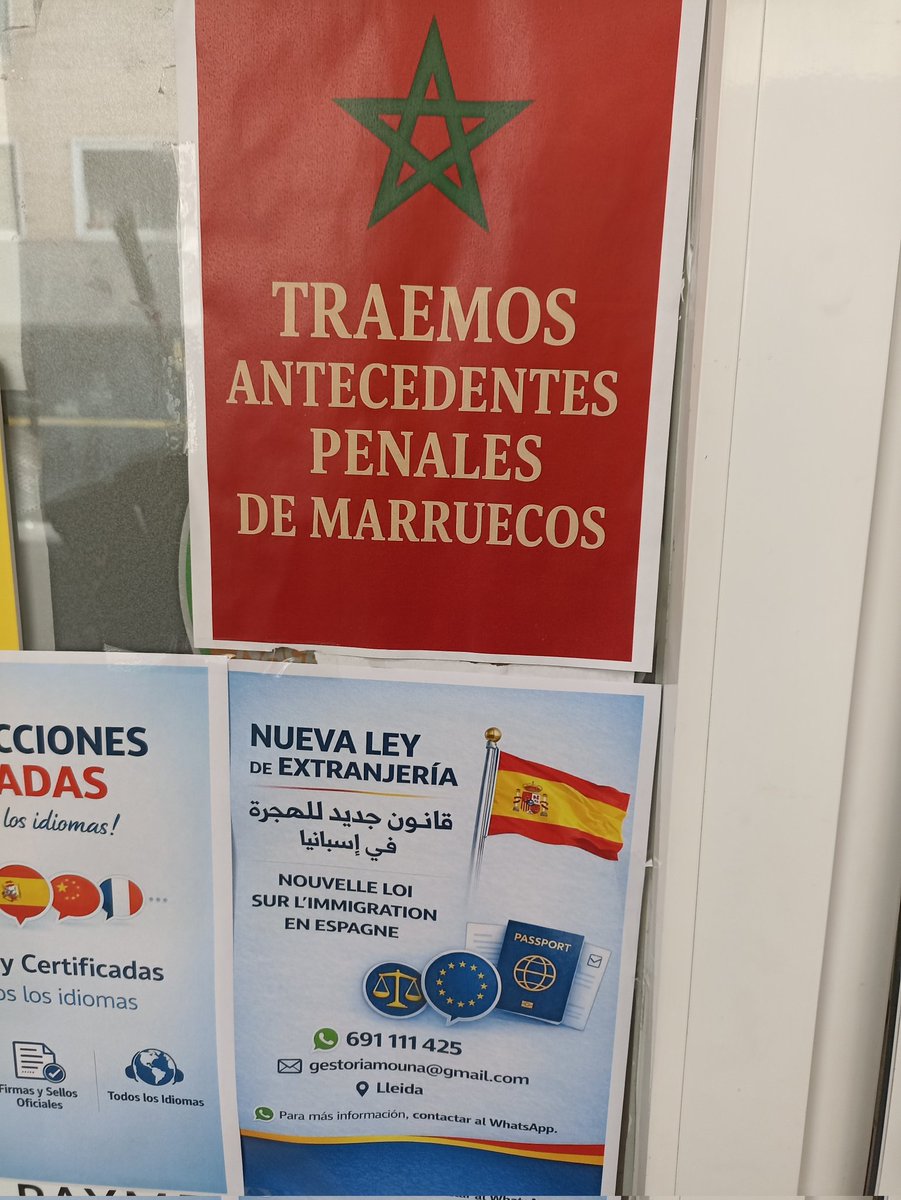 TRAEMOS
ANTECEDENTES
PENALES
DE MARRUECOS
CCIONES
ADAS
los idiomas!
y Certificadas
os los idiomas
Firmas y Sellos
Oficiales
Todos los Idiomas
NUEVA LEY
DE EXTRANJERÍA
قانون جديد للهجرة
في إسبانيا
NOUVELLE LOI
SUR L'IMMIGRATION
EN ESPAGNE
PASSPORT
691 111 425
gestoriamouna@gmail.com
Lleida
Para más información, contactar al WhatsApp.